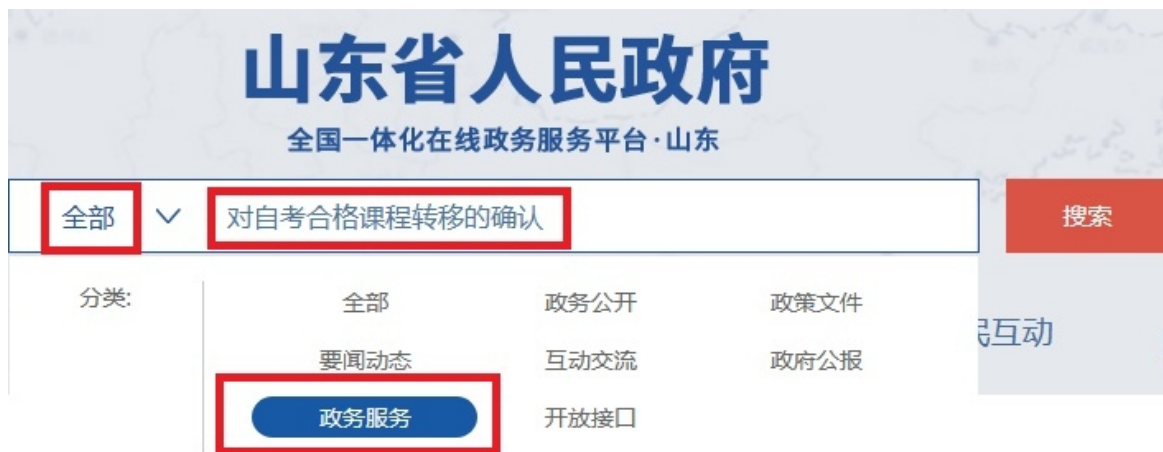 山东省人民政府
全国一体化在线政务服务平台·山东
全部 对自考合格课程转移的确认 搜索
分类: 全部 政务公开 政策文件
民互动
要闻动态 互动交流 政府公报
政务服务 开放接口